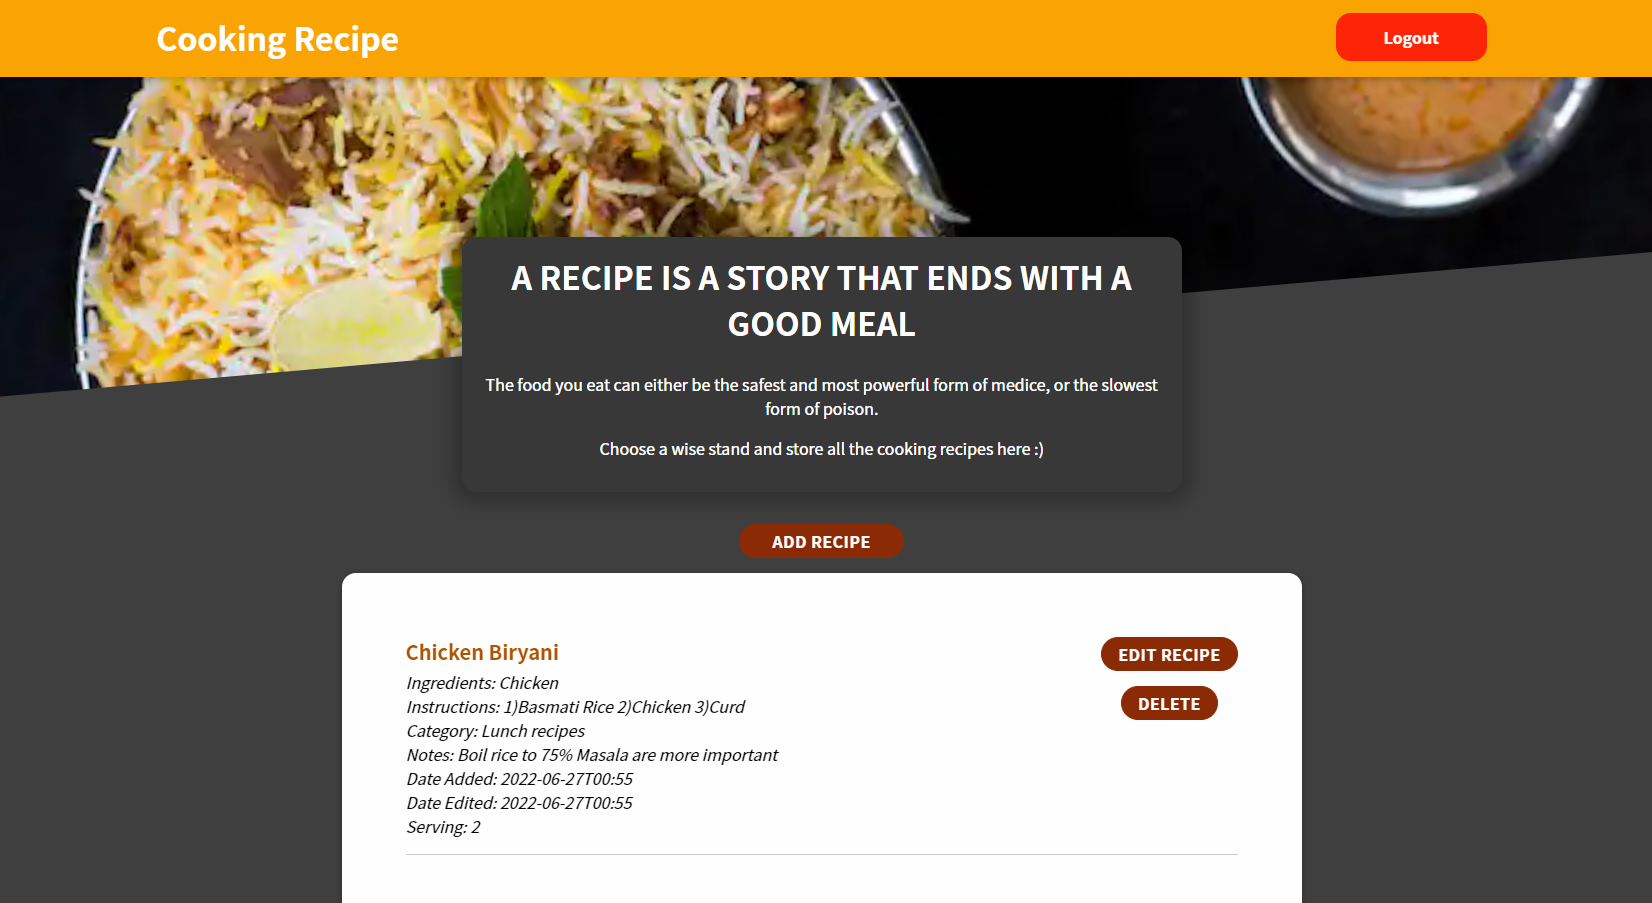 Cooking Recipe
Logout
A RECIPE IS A STORY THAT ENDS WITH A
GOOD MEAL
The food you eat can either be the safest and most powerful form of medice, or the slowest
form of poison.
Choose a wise stand and store all the cooking recipes here :)
ADD RECIPE
Chicken Biryani
EDIT RECIPE
Ingredients: Chicken
Instructions: 1)Basmati Rice 2)Chicken 3)Curd
DELETE
Category: Lunch recipes
Notes: Boil rice to 75% Masala are more important
Date Added: 2022-06-27T00:55
Date Edited: 2022-06-27T00:55
Serving: 2